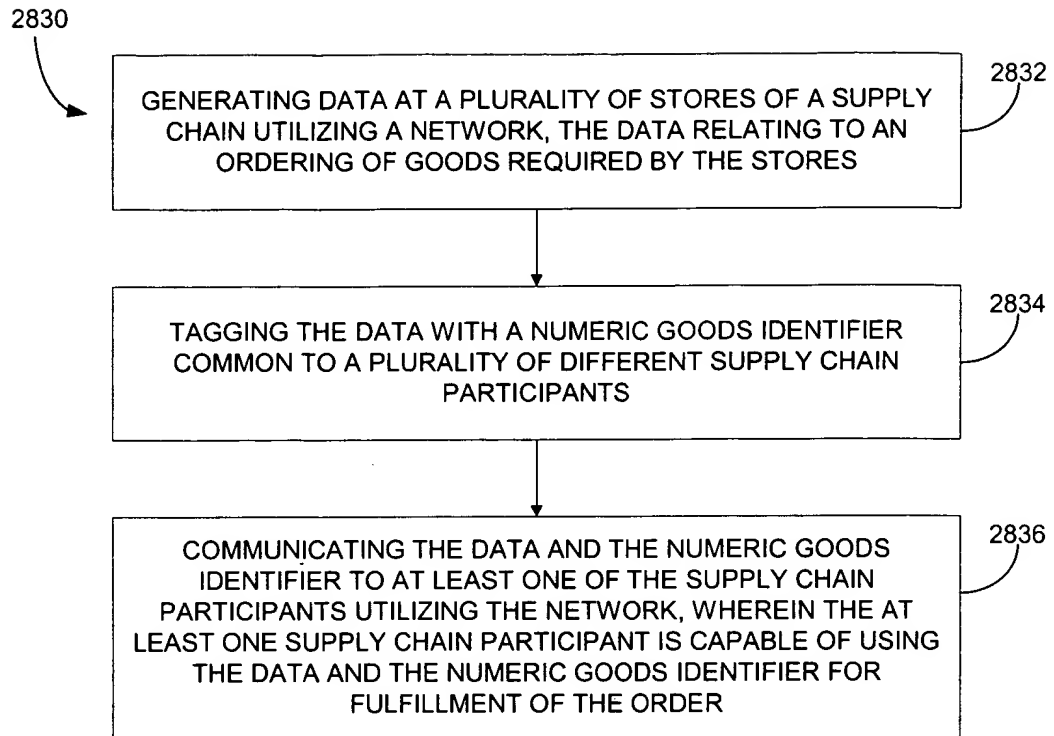 2830
GENERATING DATA AT A PLURALITY OF STORES OF A SUPPLY
CHAIN UTILIZING A NETWORK, THE DATA RELATING TO AN
ORDERING OF GOODS REQUIRED BY THE STORES
2832
TAGGING THE DATA WITH A NUMERIC GOODS IDENTIFIER
COMMON TO A PLURALITY OF DIFFERENT SUPPLY CHAIN
PARTICIPANTS
2834
COMMUNICATING THE DATA AND THE NUMERIC GOODS
IDENTIFIER TO AT LEAST ONE OF THE SUPPLY CHAIN
PARTICIPANTS UTILIZING THE NETWORK, WHEREIN THE AT
LEAST ONE SUPPLY CHAIN PARTICIPANT IS CAPABLE OF USING
THE DATA AND THE NUMERIC GOODS IDENTIFIER FOR
FULFILLMENT OF THE ORDER
2836